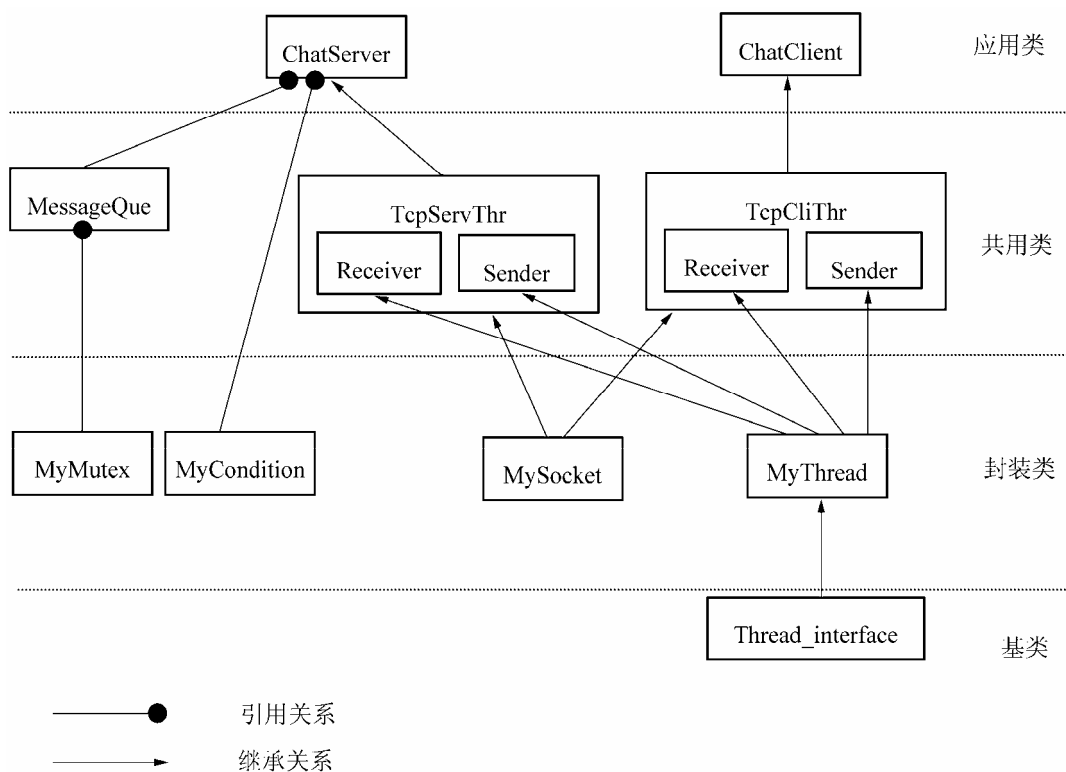 ChatServer
ChatClient
应用类
MessageQue
TcpServThr
TcpCliThr
共用类
Receiver
Sender
Receiver
Sender
MyMutex
MyCondition
MySocket
MyThread
封装类
Thread_interface
基类
引用关系
继承关系